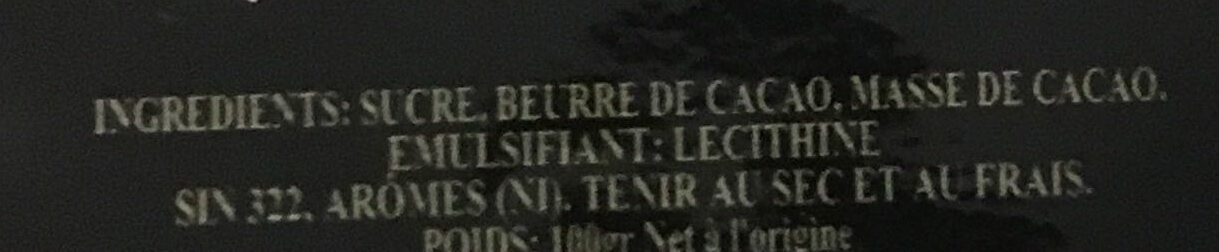 INGREDIENTS: SUCRE, BEURRE DE CACAO, MASSE DE CACAO,
EMULSIFIANT: LECITHINE
SIN 322, ARÔMES (NI). TENIR AU SEC ET AU FRAIS.
POIDS: 100gr Net à l'origine